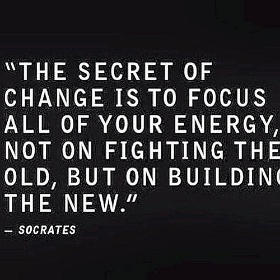 “THE SECRET OF
CHANGE IS TO FOCUS
ALL OF YOUR ENERGY,
NOT ON FIGHTING THE
OLD, BUT ON BUILDING
THE NEW.”
– SOCRATES